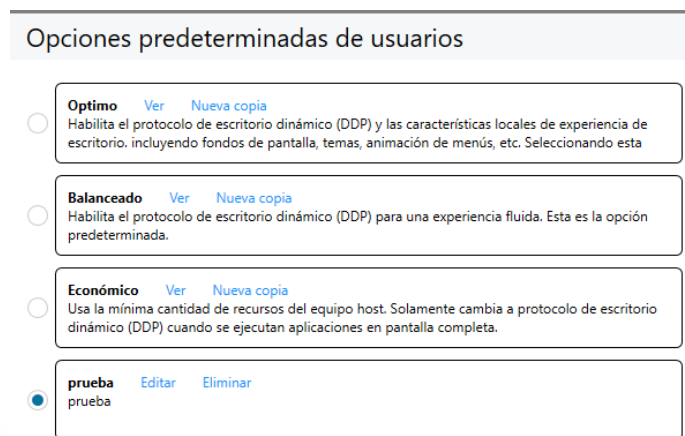 Opciones predeterminadas de usuarios
Optimo Ver Nueva copia
Habilita el protocolo de escritorio dinámico (DDP) y las características locales de experiencia de
escritorio. incluyendo fondos de pantalla, temas, animación de menús, etc. Seleccionando esta
Balanceado Ver Nueva copia
Habilita el protocolo de escritorio dinámico (DDP) para una experiencia fluida. Esta es la opción
predeterminada.
Económico Ver Nueva copia
Usa la mínima cantidad de recursos del equipo host. Solamente cambia a protocolo de escritorio
dinámico (DDP) cuando se ejecutan aplicaciones en pantalla completa.
prueba Editar Eliminar
prueba